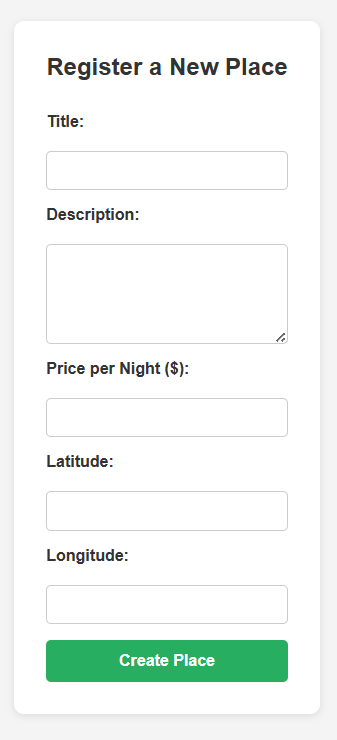 Register a New Place
Title:
Description:
Price per Night ($):
Latitude:
Longitude:
Create Place